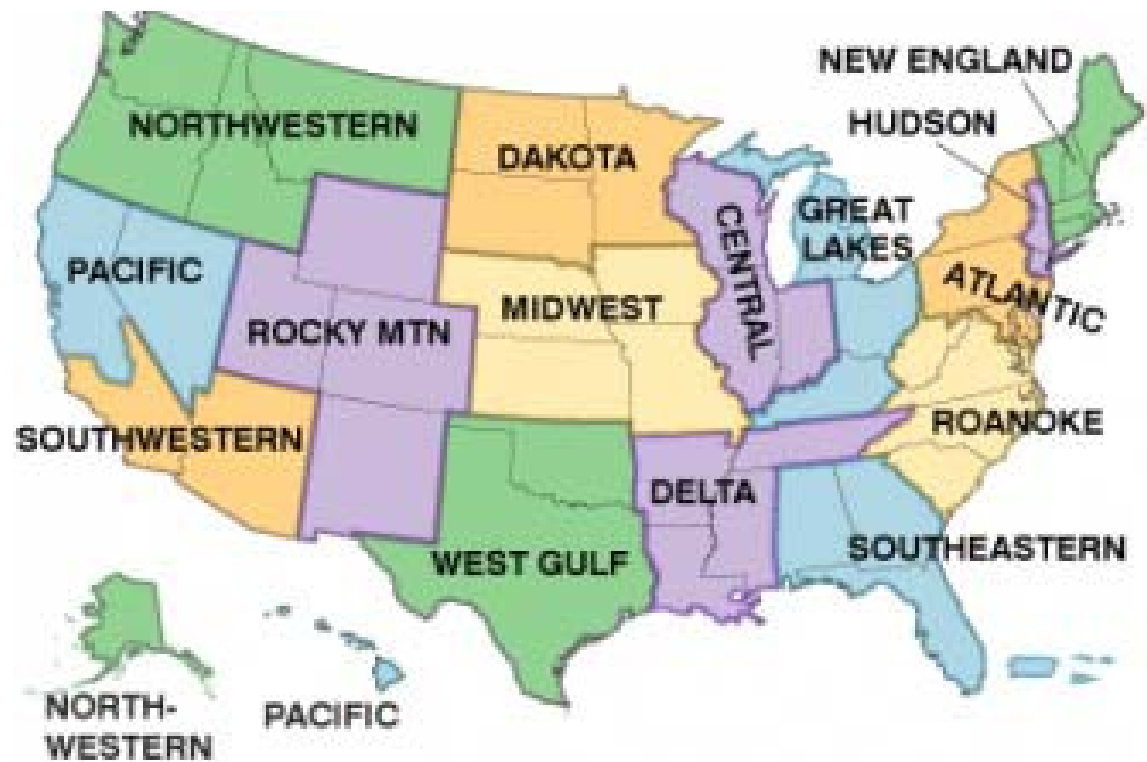 NEW ENGLAND
HUDSON
NORTHWESTERN
DAKOTA
GREAT
LAKES
CENTRAL
PACIFIC
ATLANTIC
MIDWEST
ROCKY MTN
ROANOKE
SOUTHWESTERN
DELTA
SOUTHEASTERN
WEST GULF
NORTH-
WESTERN
PACIFIC